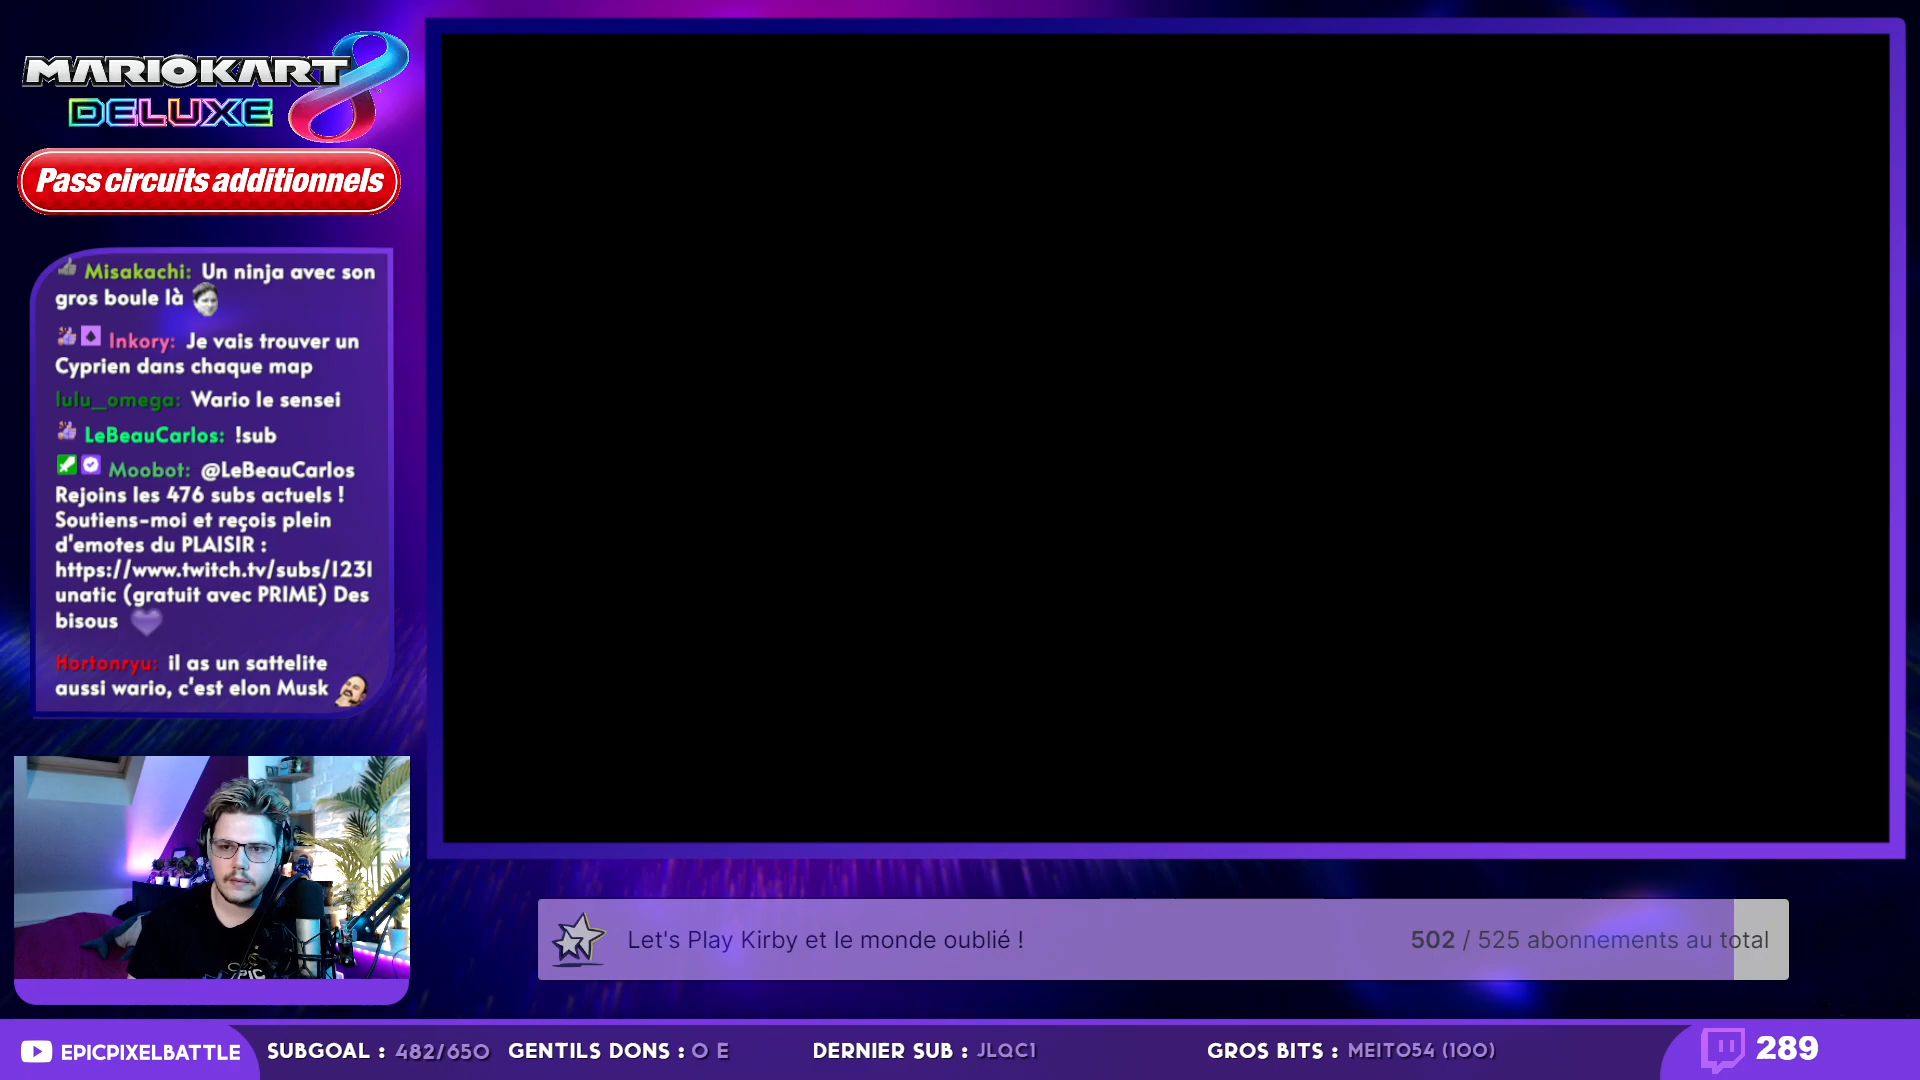 MARIOKART 8
DELUXE
Pass circuits additionnels
Misakachi: Un ninja avec son
gros boule là
Inkory: Je vais trouver un
Cyprien dans chaque map
lulu_omega: Wario le sensei
LeBeauCarlos: !sub
Moobot: @LeBeauCarlos
Rejoins les 476 subs actuels !
Soutiens-moi et reçois plein
d'emotes du PLAISIR :
https://www.twitch.tv/subs/123l
unatic (gratuit avec PRIME) Des
bisous
Hortonryu: il as un sattelite
aussi wario, c'est elon Musk
EPIC
Let's Play Kirby et le monde oublié !
502 / 525 abonnements au total
EPICPIXELBATTLE
SUBGOAL : 482/650
GENTILS DONS : 0 E
DERNIER SUB : JLQC1
GROS BITS : MEITO54 (100)
289